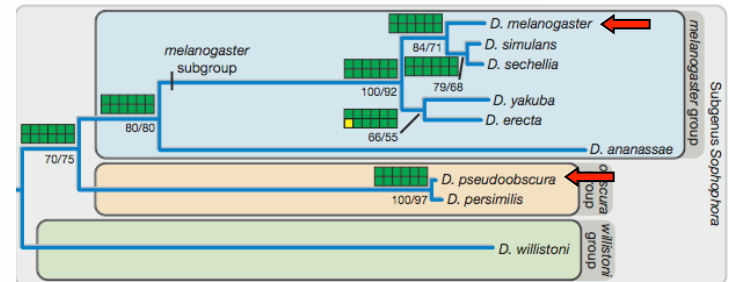 D. melanogaster
84/71
melanogaster
subgroup
D. simulans
D. sechellia
100/92
79/68
D. yakuba
D. erecta
80/80
66/55
D. ananassae
70/75
melanogaster group
Subgenus Sophophora
D. pseudoobscura
100/97
D. persimilis
group
D. willistoni
willistoni
group